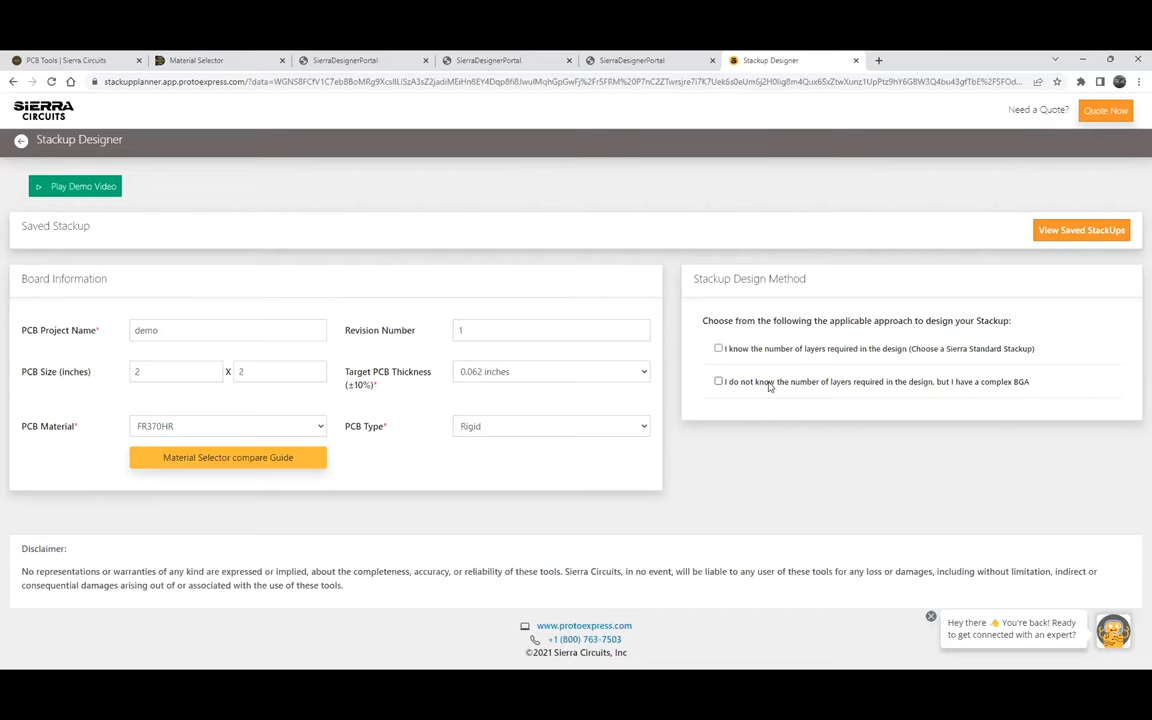 PCB Tools | Sierra Circuits
Material Selector
SierraDesignerPortal
SierraDesignerPortal
SierraDesignerPortal
Stackup Designer
SIERRA
CIRCUITS
Need a Quote?
Quote Now
Stackup Designer
Play Demo Video
Saved Stackup
View Saved StackUps
Board Information
PCB Project Name*
demo
Revision Number
1
PCB Size (inches)
2 X 2
Target PCB Thickness
(±10%)*
0.062 inches
PCB Material*
FR370HR
PCB Type*
Rigid
Material Selector compare Guide
Stackup Design Method
Choose from the following the applicable approach to design your Stackup:
I know the number of layers required in the design (Choose a Sierra Standard Stackup)
I do not know the number of layers required in the design, but I have a complex BGA
Disclaimer:
No representations or warranties of any kind are expressed or implied, about the completeness, accuracy, or reliability of these tools. Sierra Circuits, in no event, will be liable to any user of these tools for any loss or damages, including without limitation, indirect or
consequential damages arising out of or associated with the use of these tools.
www.protoexpress.com
+1 (800) 763-7503
©2021 Sierra Circuits, Inc
Hey there 👋 You're back! Ready
to get connected with an expert?